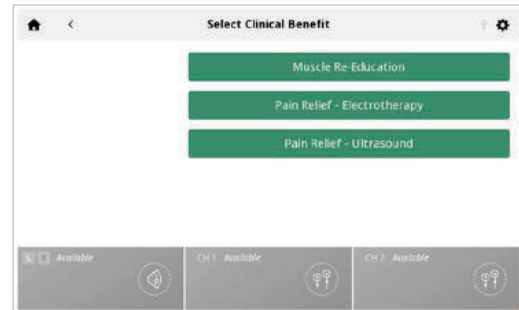 Select Clinical Benefit
Muscle Re-Education
Pain Relief - Electrotherapy
Pain Relief - Ultrasound
Available
CH 1 Available
CH 2 Available